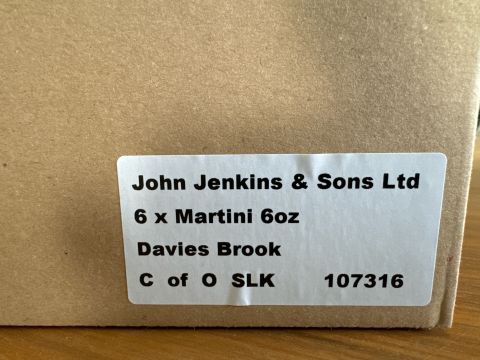 John Jenkins & Sons Ltd
6 x Martini 6oz
Davies Brook
C of O SLK 107316